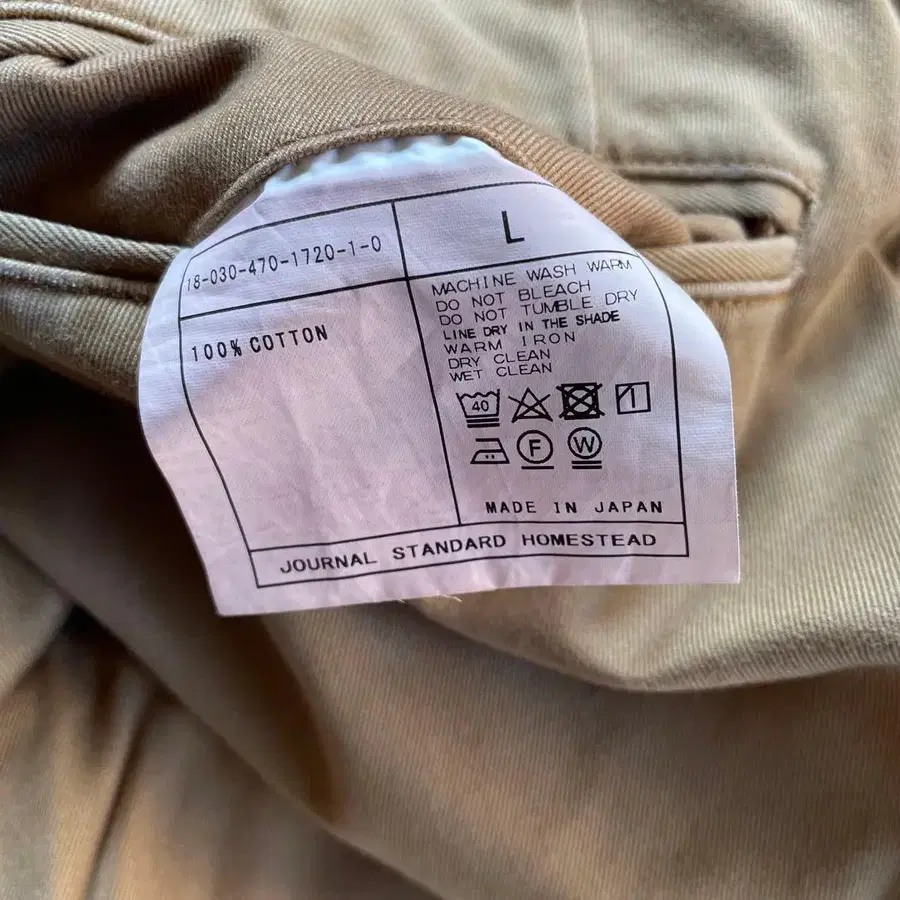 18-030-470-1720-1-0
L
100% COTTON
MACHINE WASH WARM
DO NOT BLEACH
DO NOT TUMBLE DRY
LINE DRY IN THE SHADE
WARM IRON
DRY CLEAN
WET CLEAN
40
F W
MADE IN JAPAN
JOURNAL STANDARD HOMESTEAD